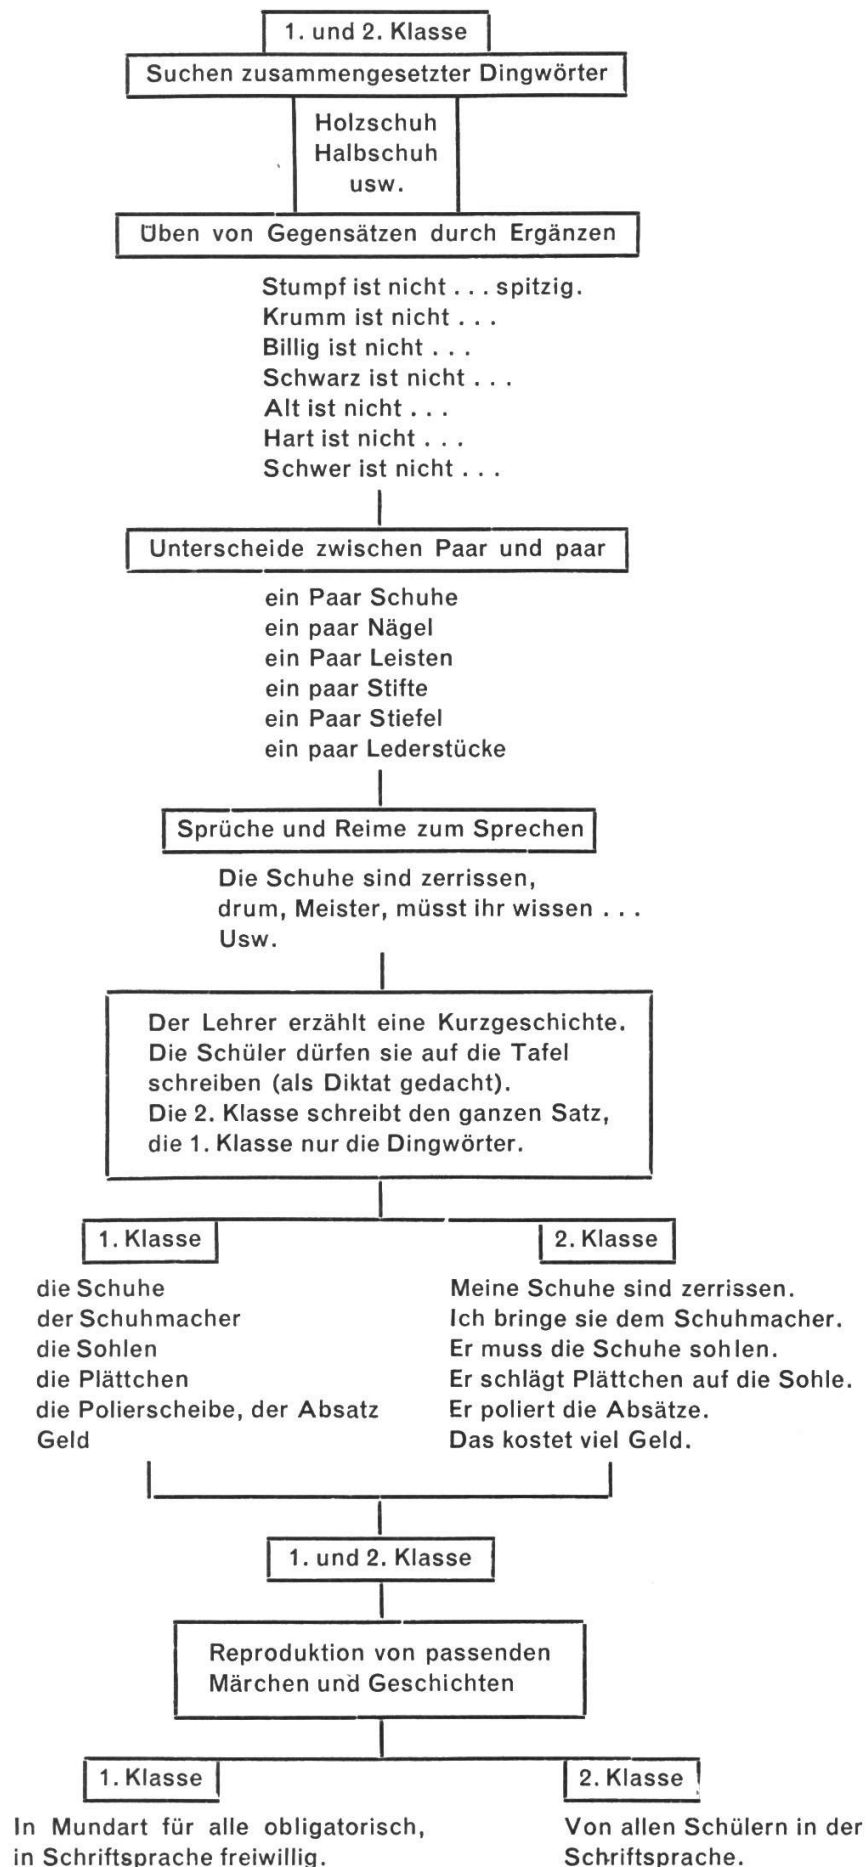 1. und 2. Klasse
Suchen zusammengesetzter Dingwörter
Holzschuh
Halbschuh
usw.
Üben von Gegensätzen durch Ergänzen
Stumpf ist nicht . . . spitzig.
Krumm ist nicht . . .
Billig ist nicht . . .
Schwarz ist nicht . . .
Alt ist nicht . . .
Hart ist nicht . . .
Schwer ist nicht . . .
Unterscheide zwischen Paar und paar
ein Paar Schuhe
ein paar Nägel
ein Paar Leisten
ein paar Stifte
ein Paar Stiefel
ein paar Lederstücke
Sprüche und Reime zum Sprechen
Die Schuhe sind zerrissen,
drum, Meister, müsst ihr wissen . . .
Usw.
Der Lehrer erzählt eine Kurzgeschichte.
Die Schüler dürfen sie auf die Tafel
schreiben (als Diktat gedacht).
Die 2. Klasse schreibt den ganzen Satz,
die 1. Klasse nur die Dingwörter.
1. Klasse
die Schuhe
der Schuhmacher
die Sohlen
die Plättchen
die Polierscheibe, der Absatz
Geld
2. Klasse
Meine Schuhe sind zerrissen.
Ich bringe sie dem Schuhmacher.
Er muss die Schuhe sohlen.
Er schlägt Plättchen auf die Sohle.
Er poliert die Absätze.
Das kostet viel Geld.
1. und 2. Klasse
Reproduktion von passenden
Märchen und Geschichten
1. Klasse
In Mundart für alle obligatorisch,
in Schriftsprache freiwillig.
2. Klasse
Von allen Schülern in der
Schriftsprache.